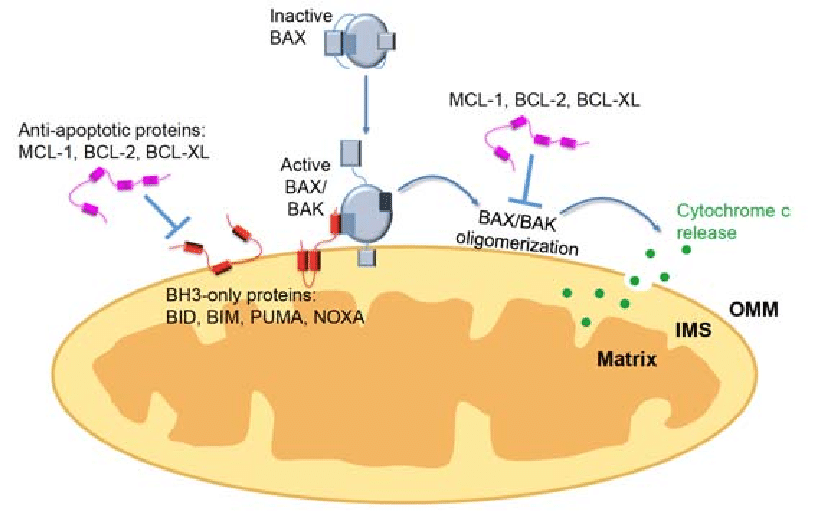 Inactive
BAX
MCL-1, BCL-2, BCL-XL
Anti-apoptotic proteins:
MCL-1, BCL-2, BCL-XL
Active
BAX/
BAK
BAX/BAK
oligomerization
Cytochrome c
release
BH3-only proteins:
BID, BIM, PUMA, NOXA
OMM
IMS
Matrix